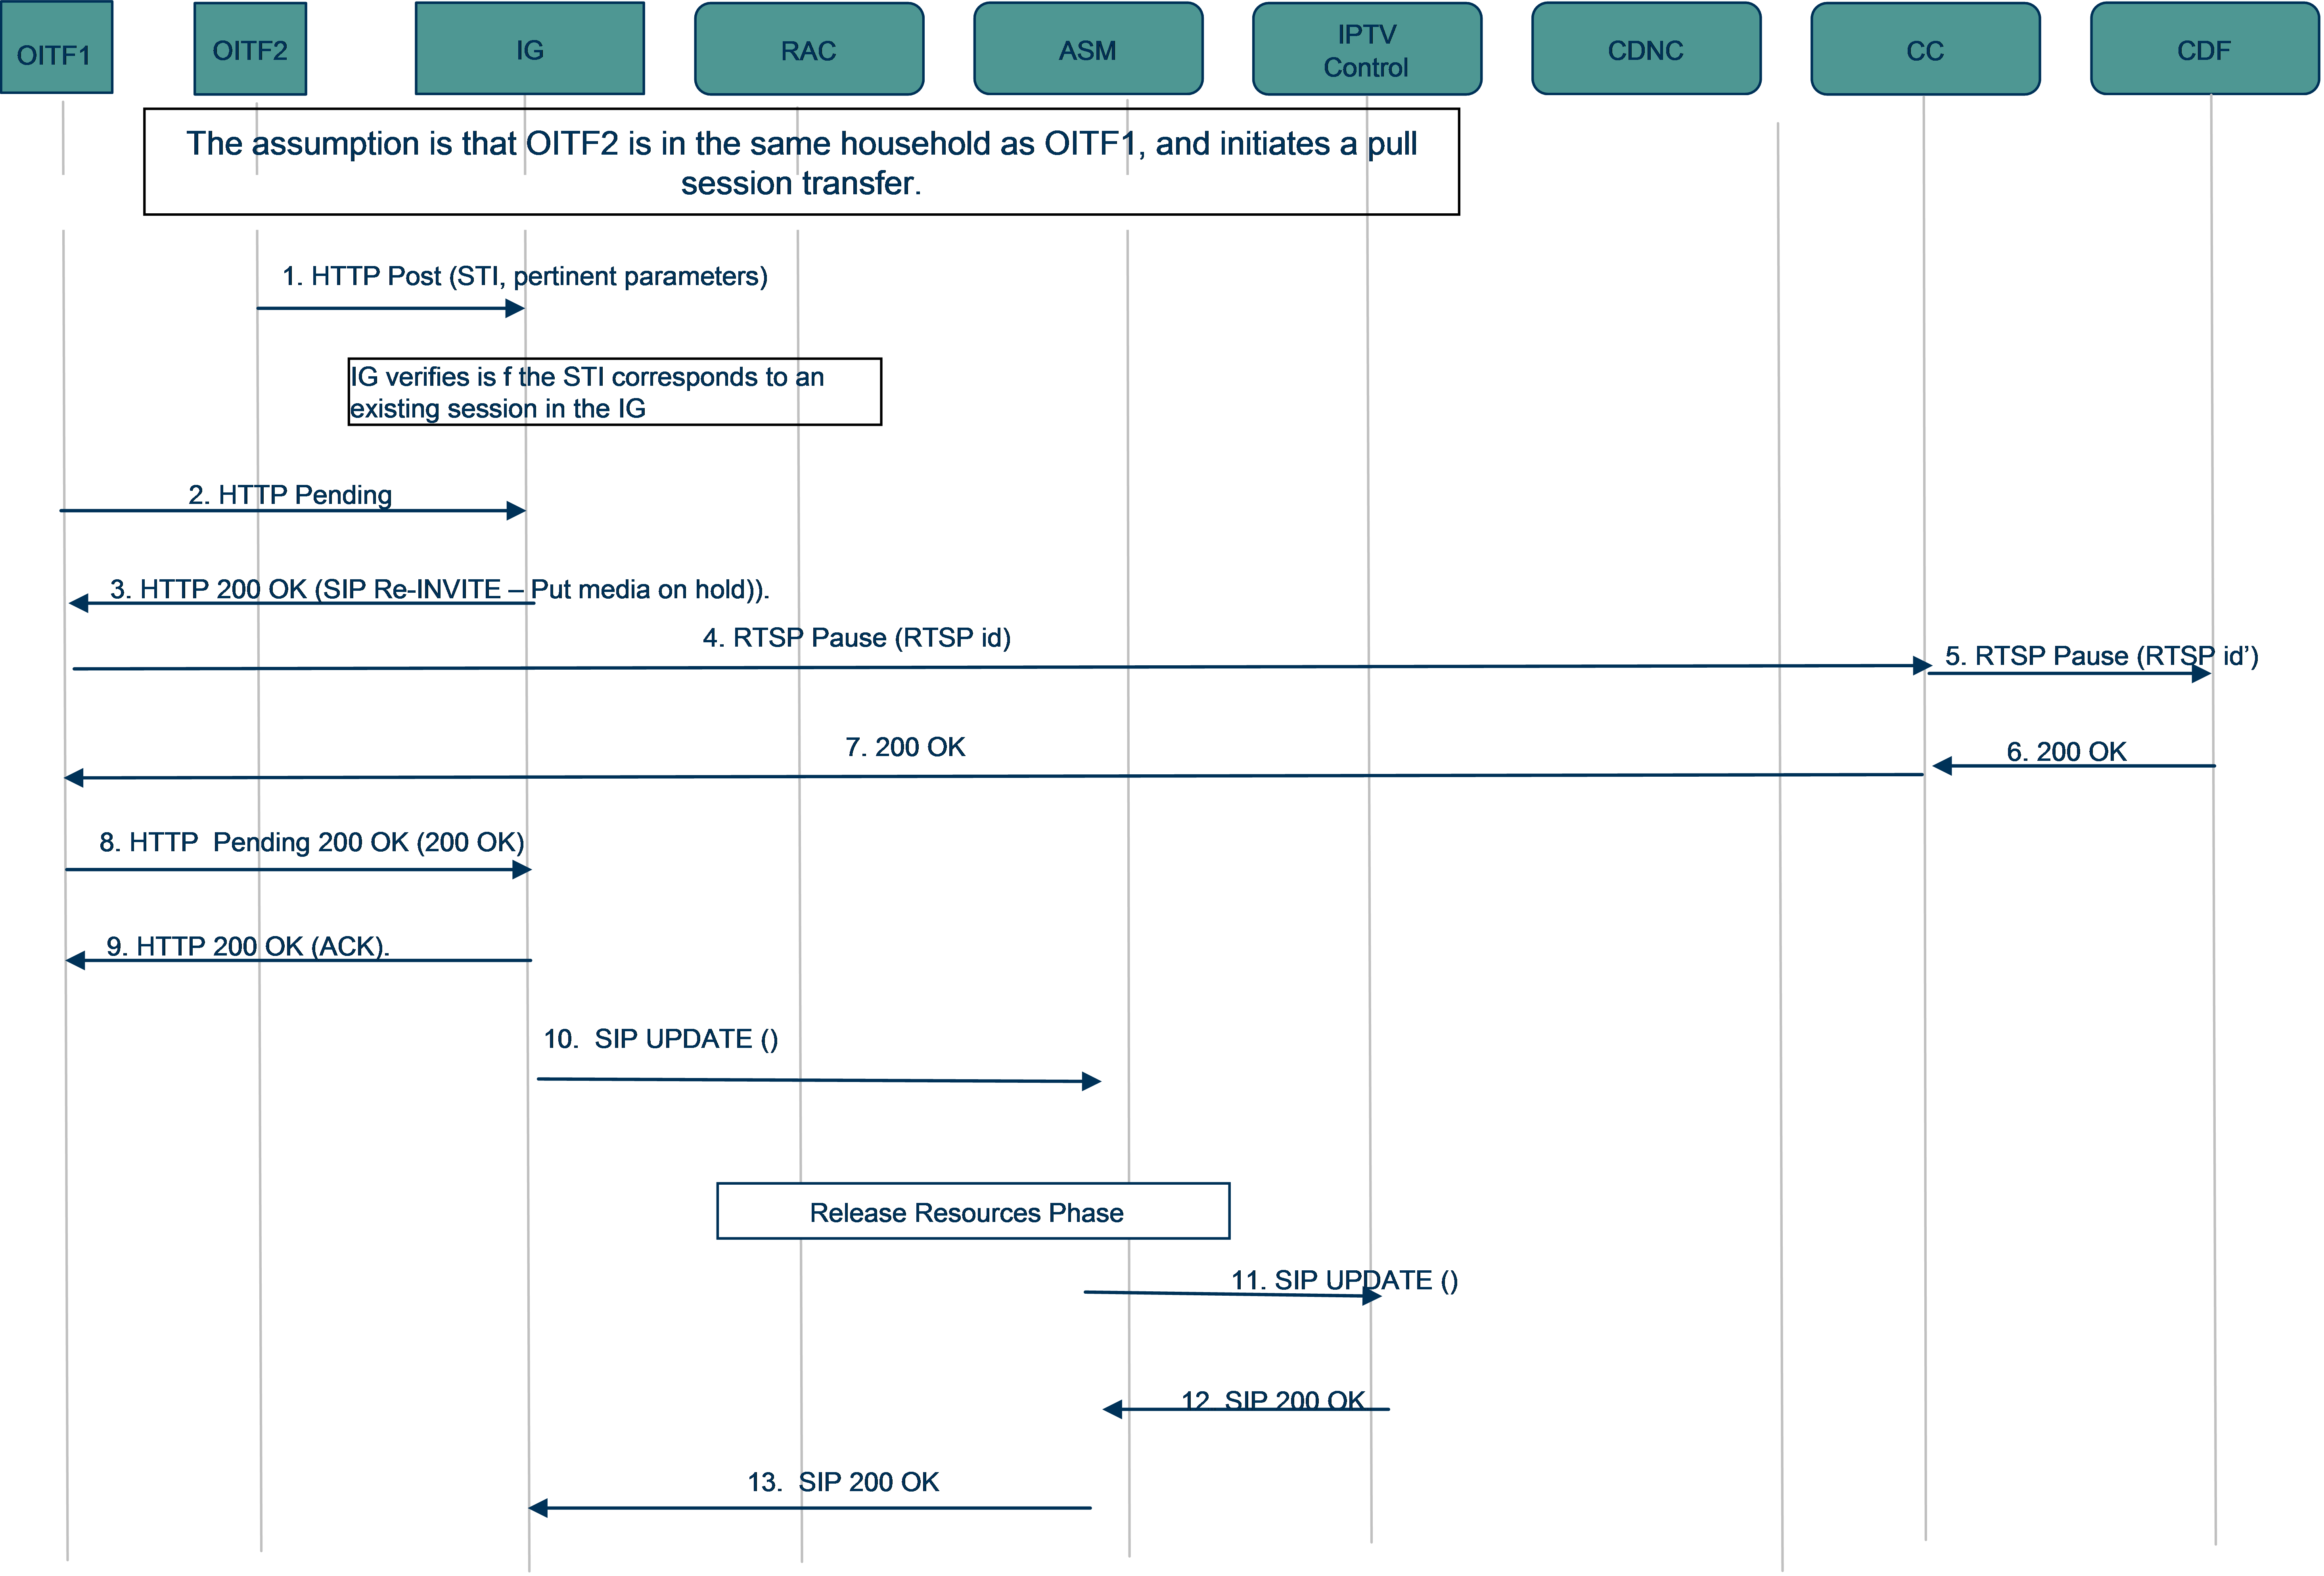 OITF1
OITF2
IG
RAC
ASM
IPTV
Control
CDNC
CC
CDF
The assumption is that OITF2 is in the same household as OITF1, and initiates a pull
session transfer.
1. HTTP Post (STI, pertinent parameters)
IG verifies is f the STI corresponds to an
existing session in the IG
2. HTTP Pending
3. HTTP 200 OK (SIP Re-INVITE – Put media on hold)).
4. RTSP Pause (RTSP id)
5. RTSP Pause (RTSP id’)
7. 200 OK
6. 200 OK
8. HTTP  Pending 200 OK (200 OK)
9. HTTP 200 OK (ACK).
10.  SIP UPDATE ()
Release Resources Phase
11. SIP UPDATE ()
12. SIP 200 OK
13.  SIP 200 OK